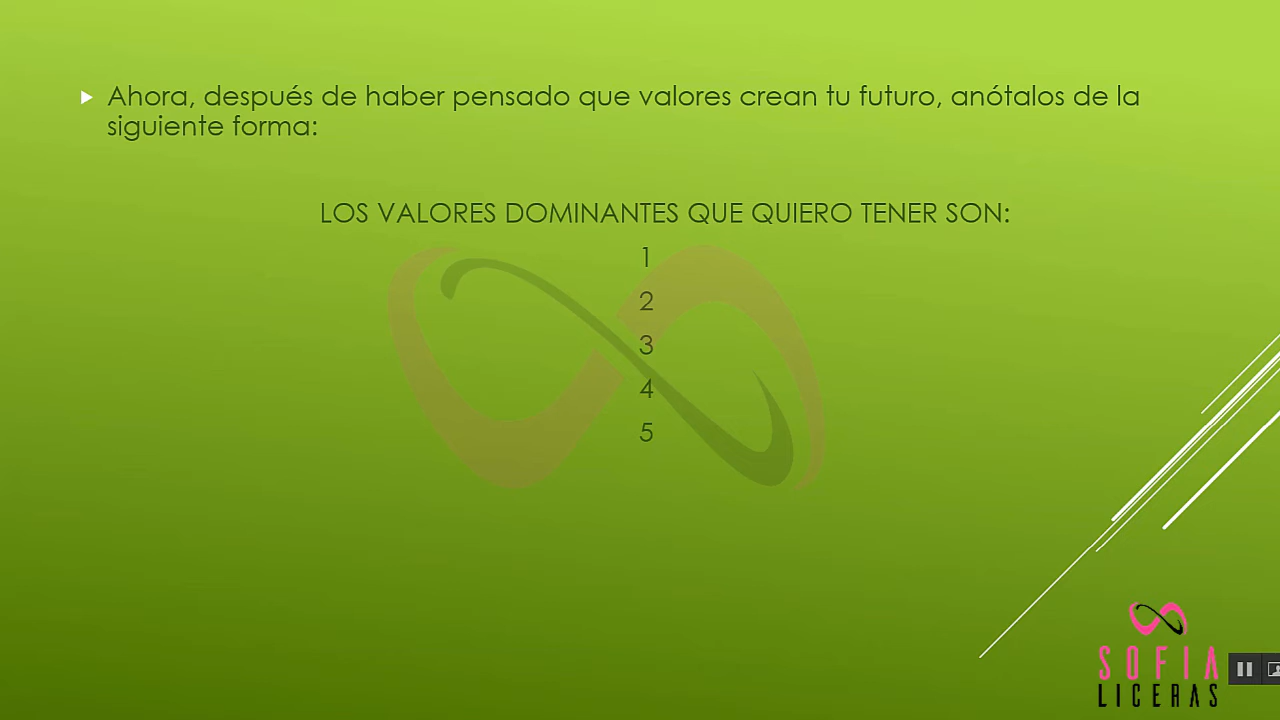 Ahora, después de haber pensado que valores crean tu futuro, anótalos de la
siguiente forma:
LOS VALORES DOMINANTES QUE QUIERO TENER SON:
1
2
3
4
5
SOFIA
LICERAS